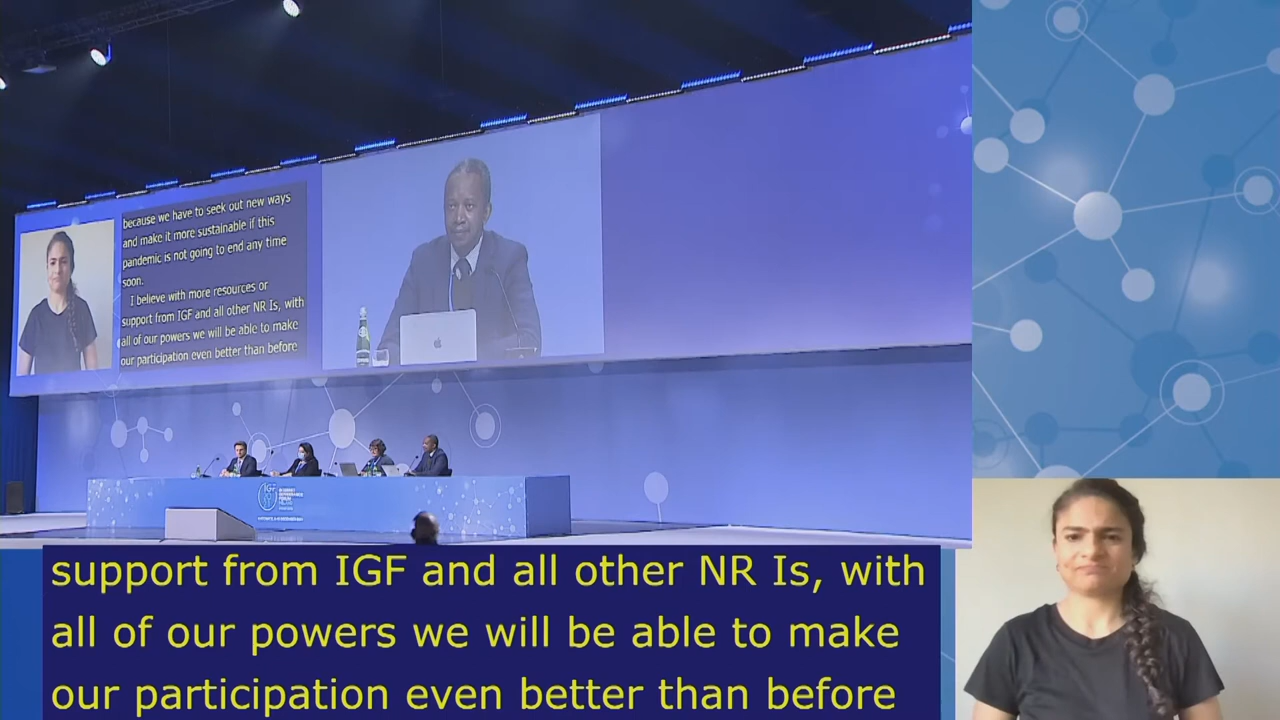 because we have to seek out new ways
and make it more sustainable if this
pandemic is not going to end any time
soon.
I believe with more resources or
support from IGF and all other NR Is, with
all of our powers we will be able to make
our participation even better than before
IGF
support from IGF and all other NR Is, with
all of our powers we will be able to make
our participation even better than before